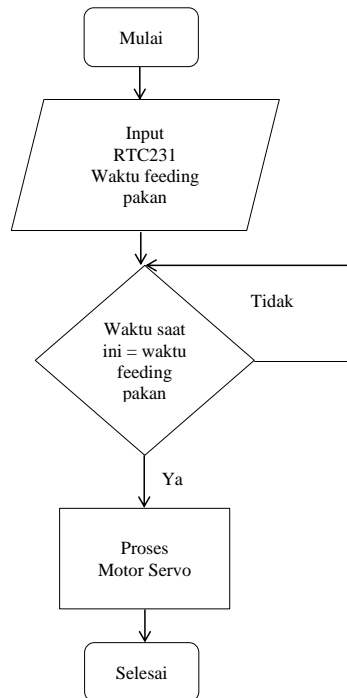 Mulai
Input
RTC231
Waktu feeding
pakan
Tidak
Waktu saat
ini = waktu
feeding
pakan
Ya
Proses
Motor Servo
Selesai